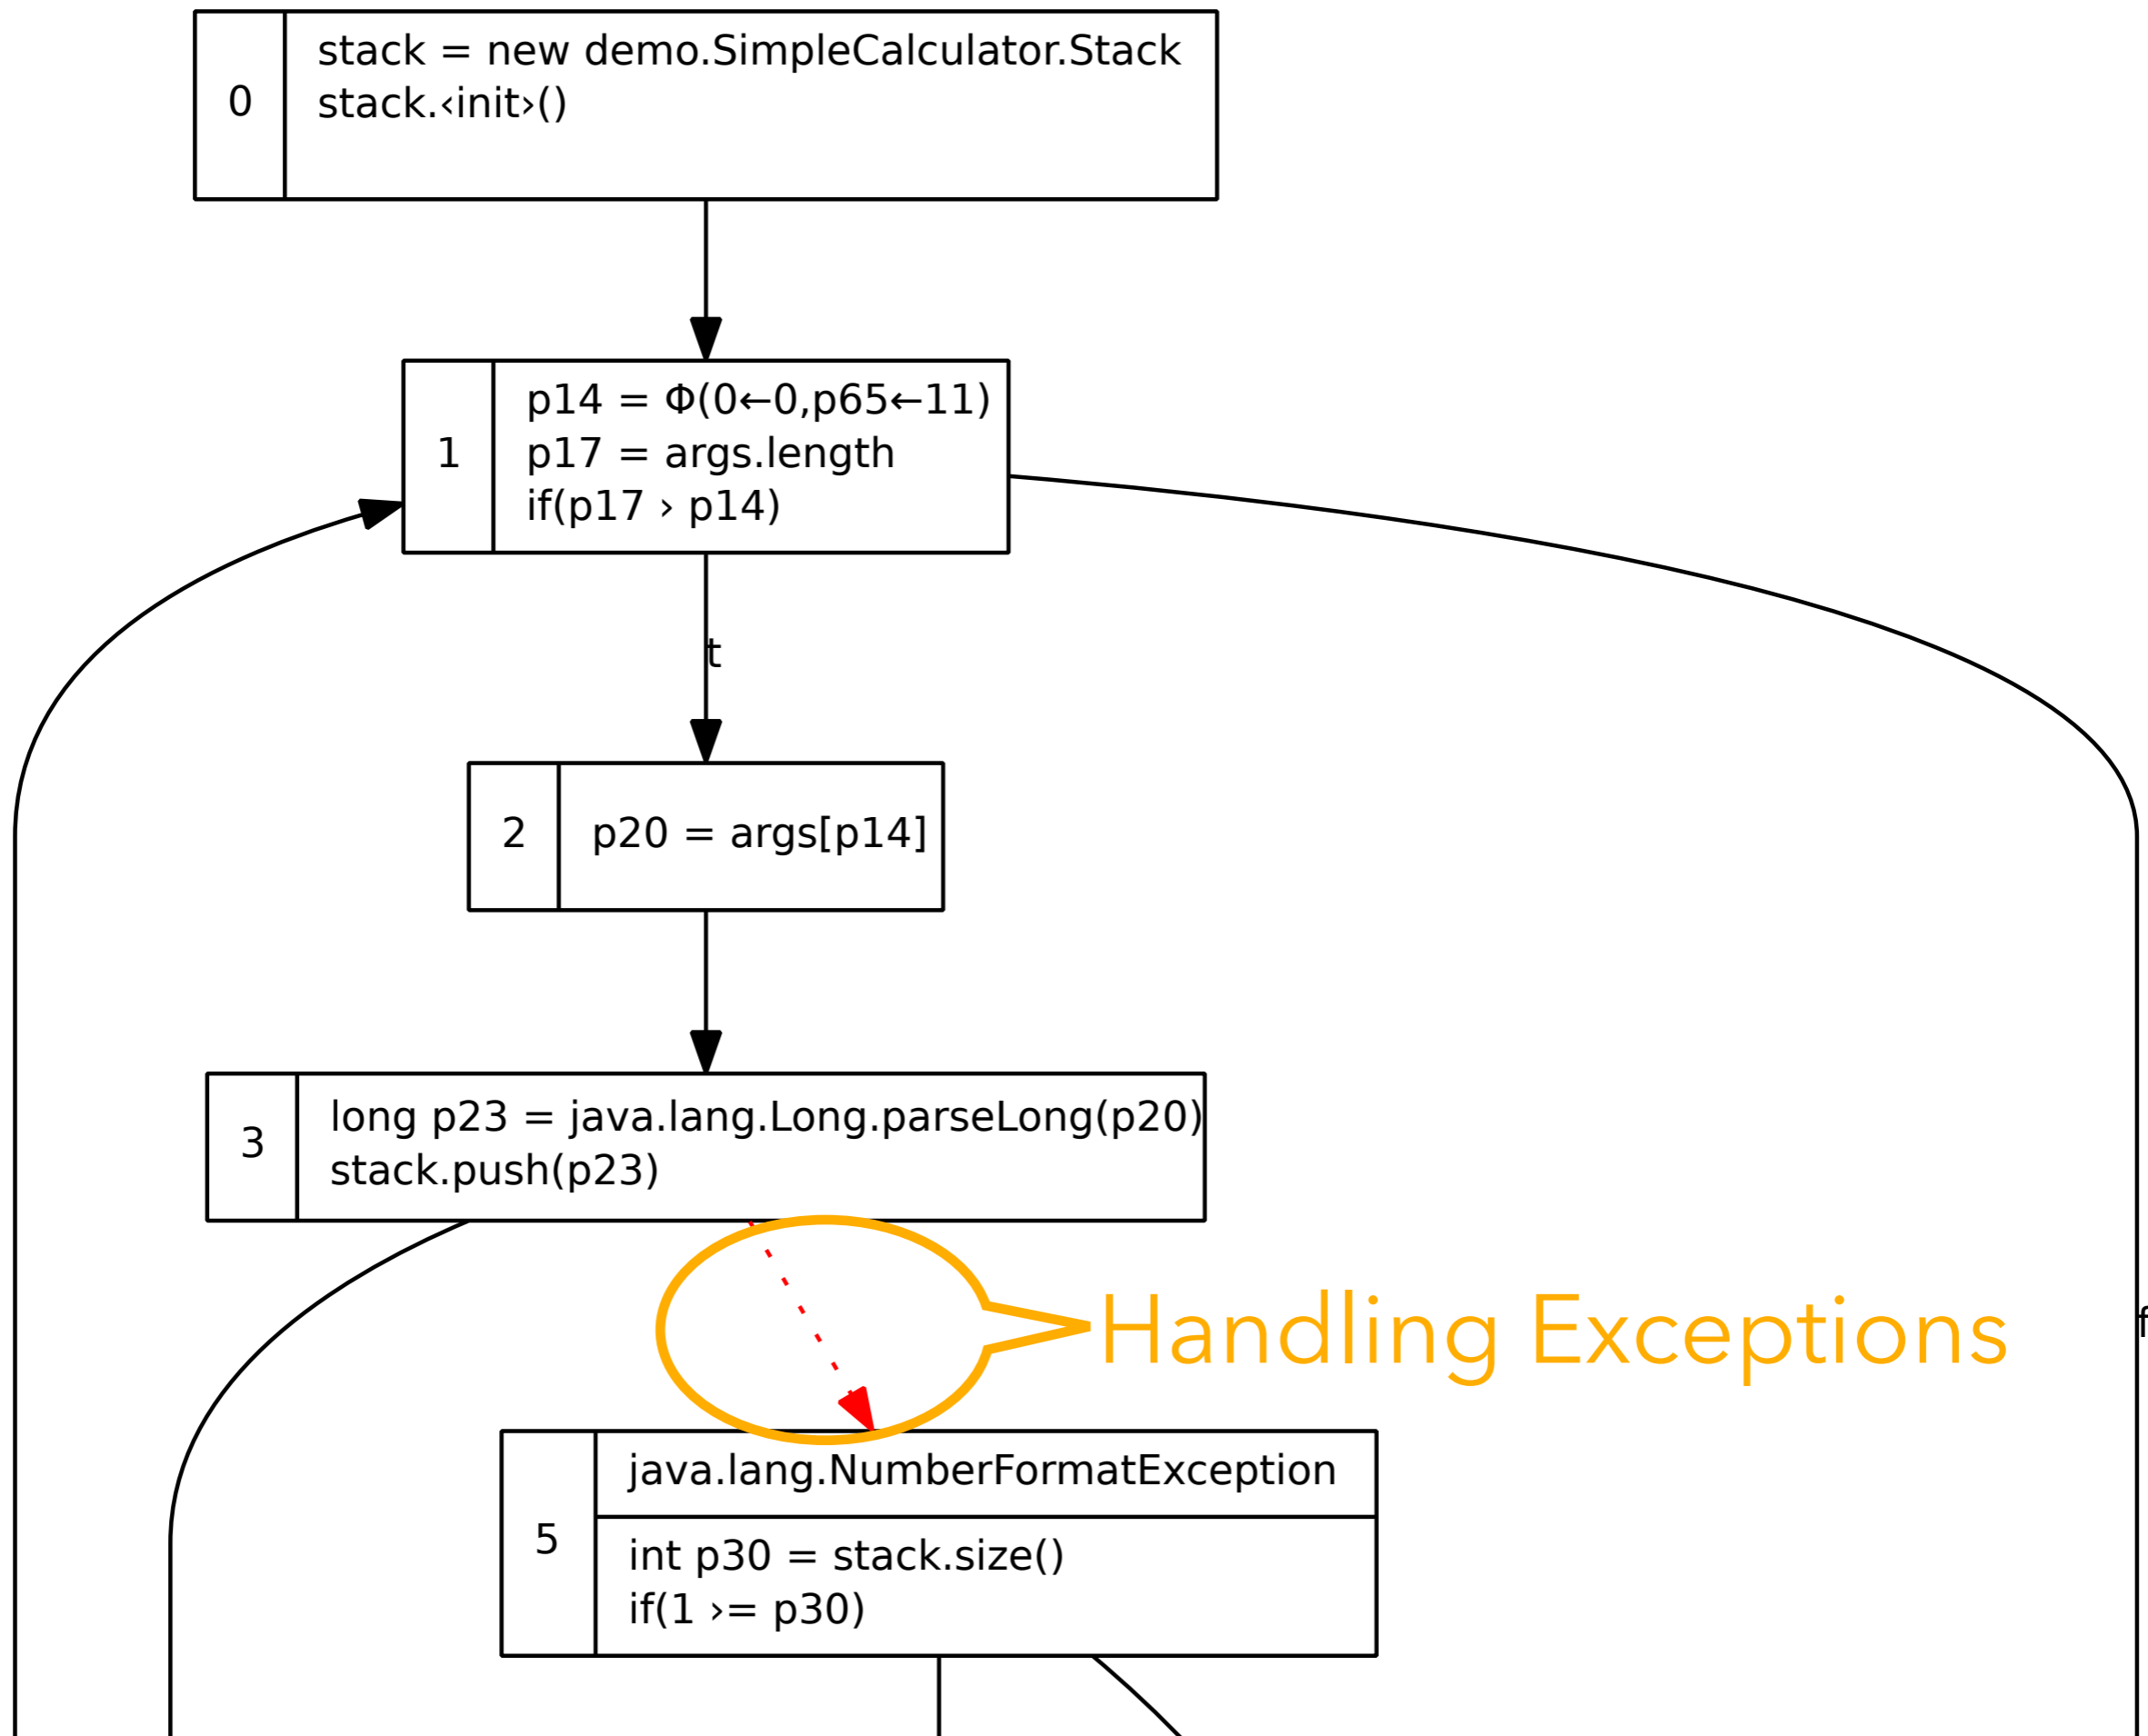 stack = new demo.SimpleCalculator.Stack
0
stack.‹init›()
p14 = Φ(0←0,p65←11)
1
p17 = args.length
if(p17 › p14)
t
2
p20 = args[p14]
3
long p23 = java.lang.Long.parseLong(p20)
stack.push(p23)
Handling Exceptions
f
java.lang.NumberFormatException
5
int p30 = stack.size()
if(1 ›= p30)